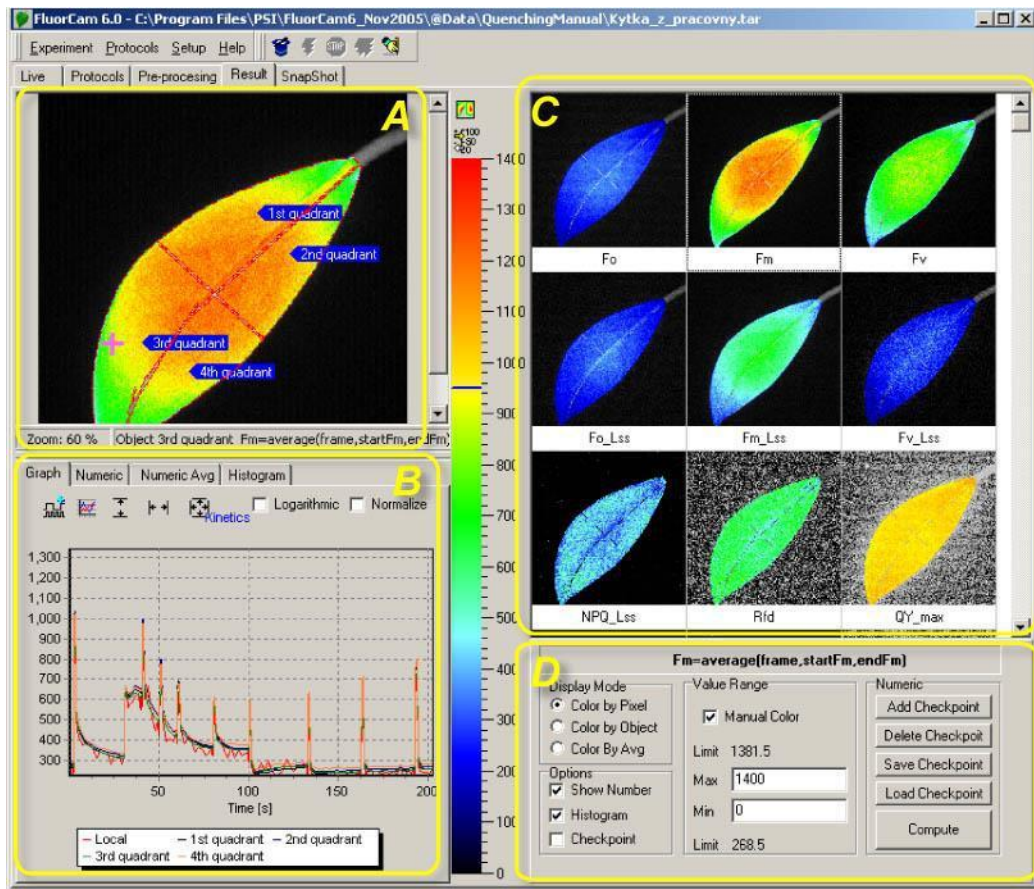 FluorCam 6.0 - C:\Program Files\PSI\FluorCam6_Nov2005\@Data\QuenchingManual\Kytka_z_pracovny.tar
Experiment Protocols Setup Help
Live Protocols Pre-procesing Result SnapShot
A
1st quadrant
2nd quadrant
3rd quadrant
4th quadrant
Zoom: 60 % Object 3rd quadrant Fm=average(frame,startFm,endFm)
1400
1300
1200
1100
1000
900
800
700
600
500
400
300
200
100
0
C
Fo Fm Fv
Fo_Lss Fm_Lss Fv_Lss
NPQ_Lss Rfd QY_max
B
Graph Numeric Numeric Avg Histogram
Logarithmic Normalize
Kinetics
1,300
1,200
1,100
1,000
900
800
700
600
500
400
300
50 100 150 200
Time [s]
Local 1st quadrant 2nd quadrant
3rd quadrant 4th quadrant
D
Fm=average(frame,startFm,endFm)
Display Mode
Color by Pixel
Color by Object
Color By Avg
Options
Show Number
Histogram
Checkpoint
Value Range
Manual Color
Limit 1381.5
Max 1400
Min 0
Limit 268.5
Numeric
Add Checkpoint
Delete Checkpoit
Save Checkpoint
Load Checkpoint
Compute